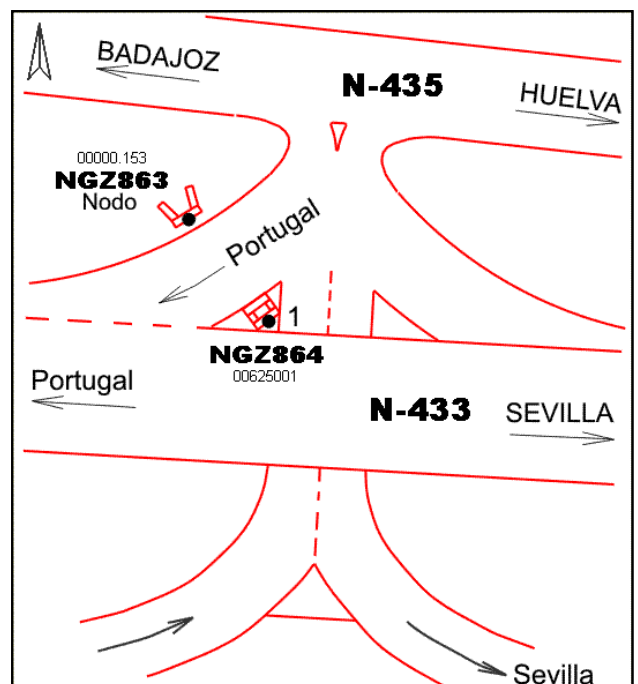 BADAJOZ
N-435
HUELVA
00000.153
NGZ863
Nodo
Portugal
1
NGZ864
00625001
Portugal
N-433
SEVILLA
Sevilla